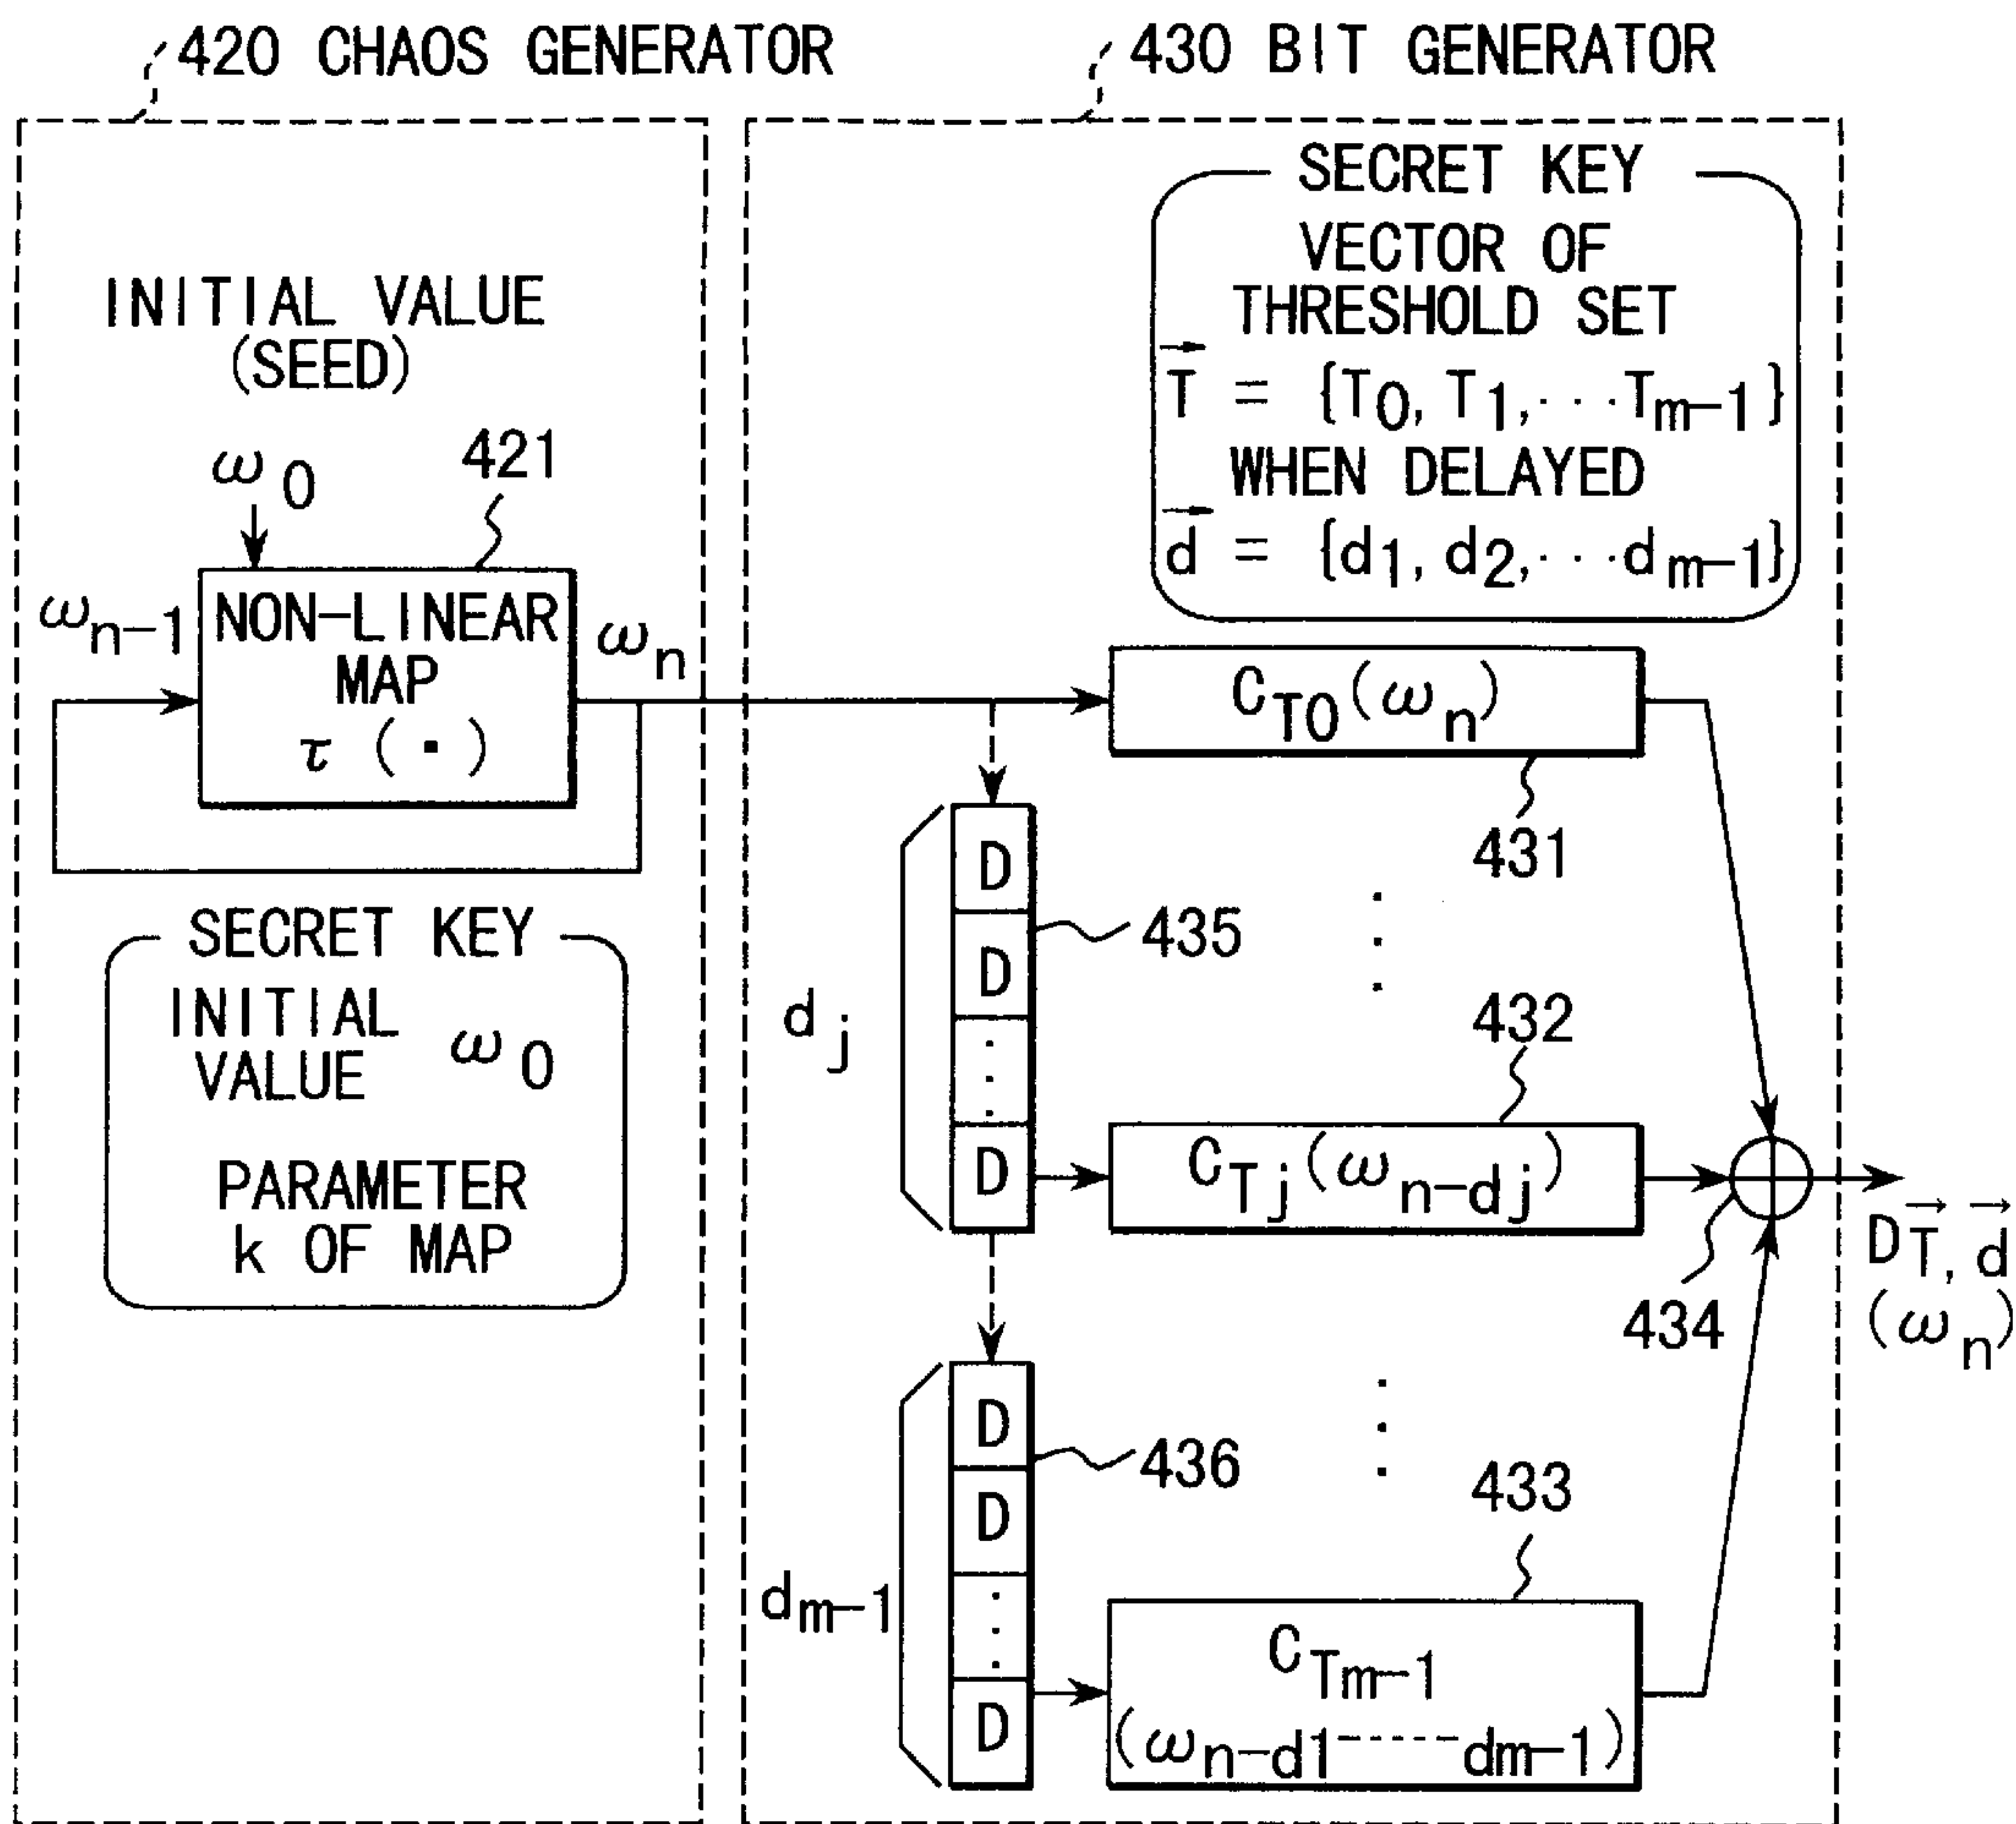 420 CHAOS GENERATOR
430 BIT GENERATOR
INITIAL VALUE
(SEED)
ω0
421
ωn-1
NON-LINEAR
MAP
τ (·)
ωn
SECRET KEY
INITIAL
VALUE ω0
PARAMETER
k OF MAP
SECRET KEY
VECTOR OF
THRESHOLD SET
T = {T0, T1, ··· Tm-1}
WHEN DELAYED
d = {d1, d2, ··· dm-1}
CT0(ωn)
431
D
D
D
435
dj
432
CTj(ωn-dj)
434
DT, d
(ωn)
D
D
D
436
dm-1
433
CTm-1
(ωn-d1------dm-1)